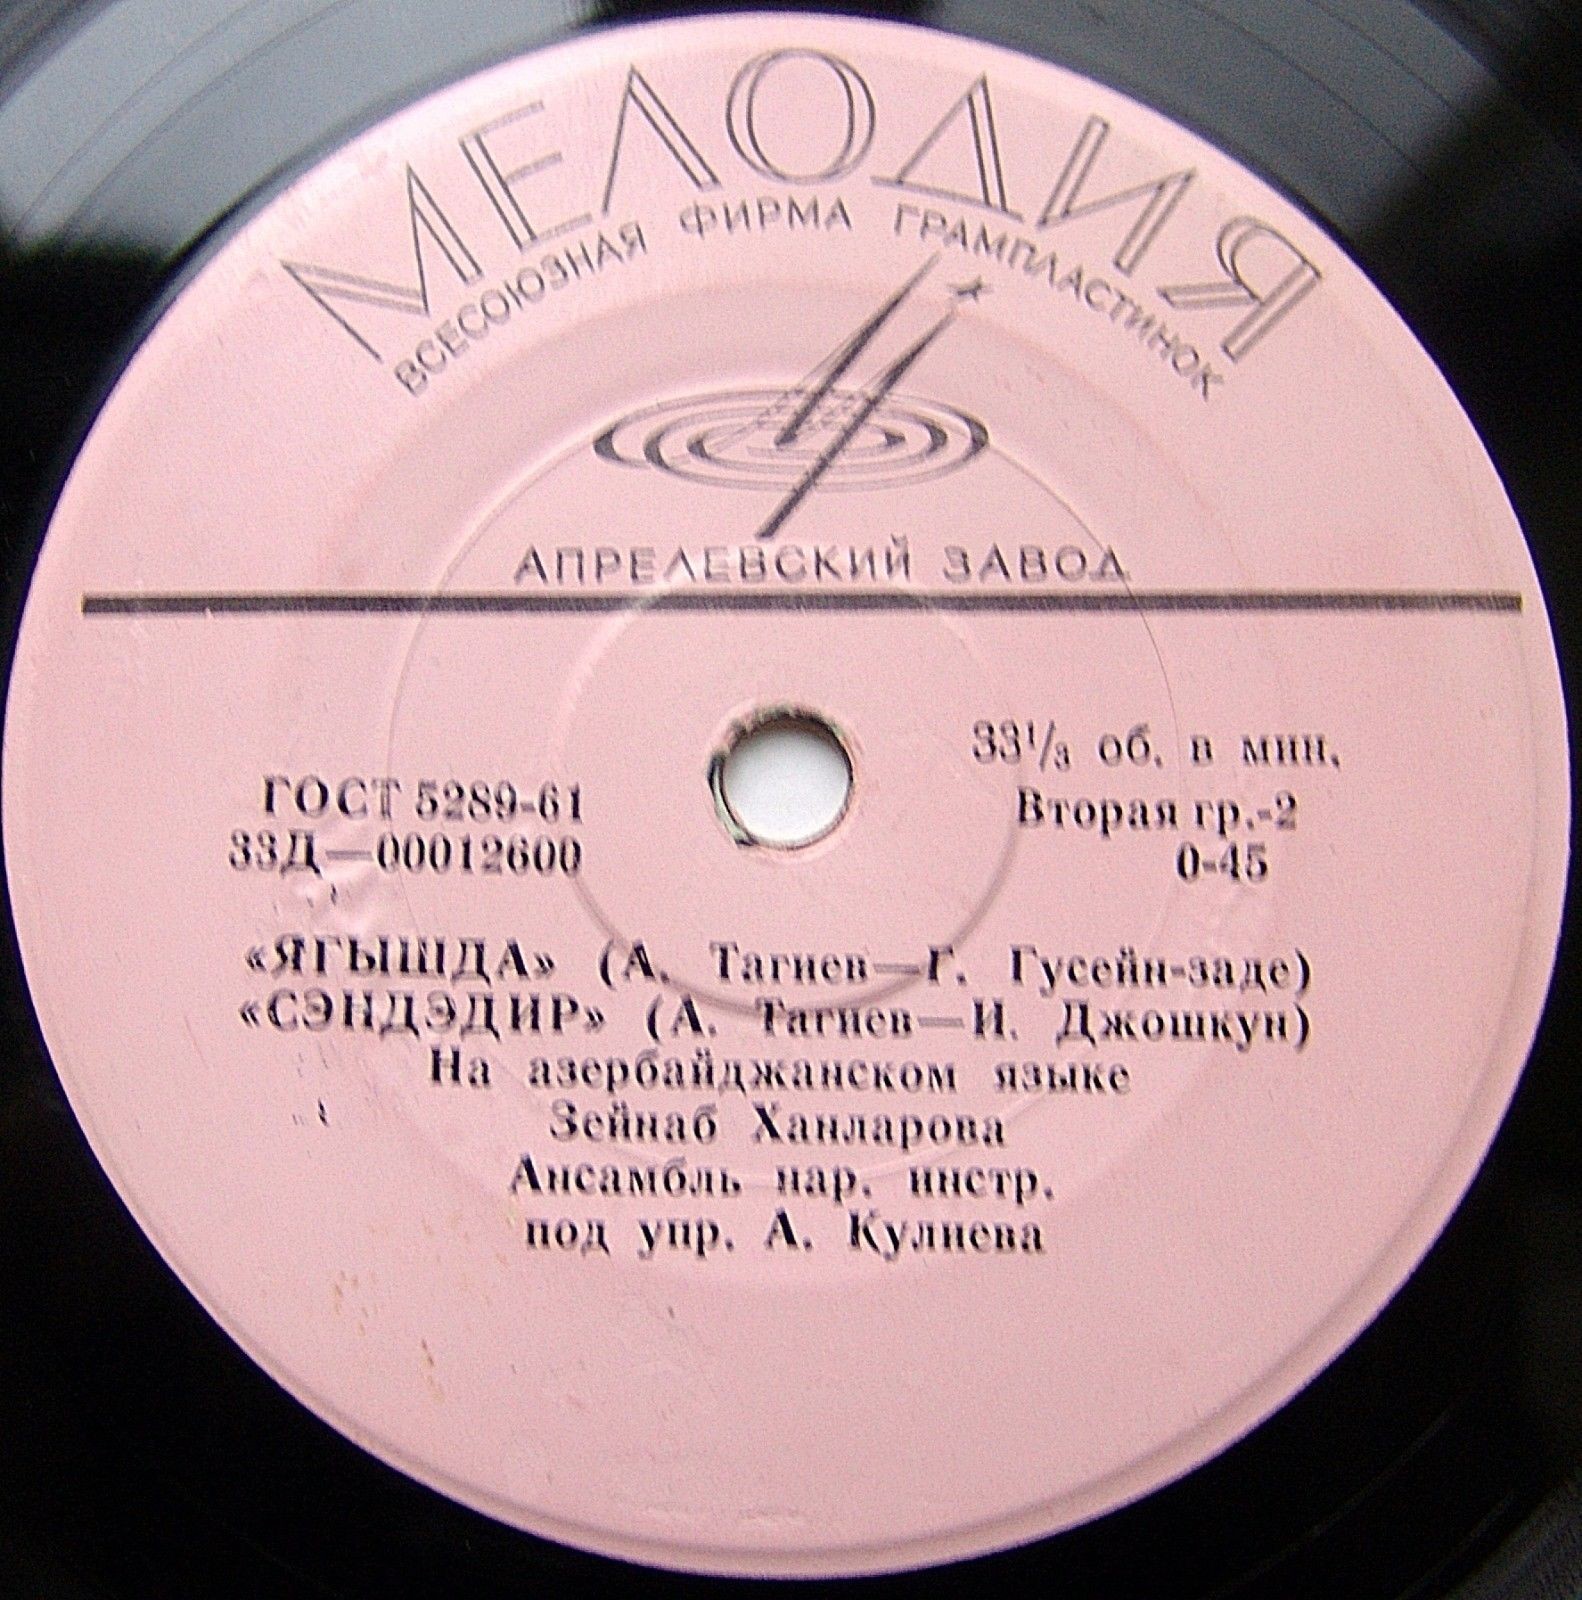 МЕЛОДИЯ
ВСЕСОЮЗНАЯ ФИРМА ГРАМПЛАСТИНОК
АПРЕЛЕВСКИЙ ЗАВОД
33⅓ об. в мин.
ГОСТ 5289-61
Вторая гр.-2
33Д—00012600
0-45
«ЯГЫШДА» (А. Тагиев—Г. Гусейн-заде)
«СЭНДЭДИР» (А. Тагиев—И. Джошкун)
На азербайджанском языке
Зейнаб Ханларова
Ансамбль нар. инстр.
под упр. А. Кулиева